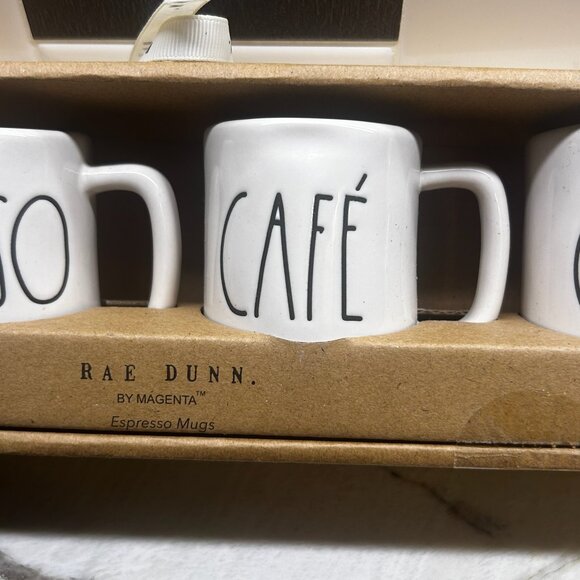 SO
CAFÉ
C
RAE DUNN.
BY MAGENTA™
Espresso Mugs